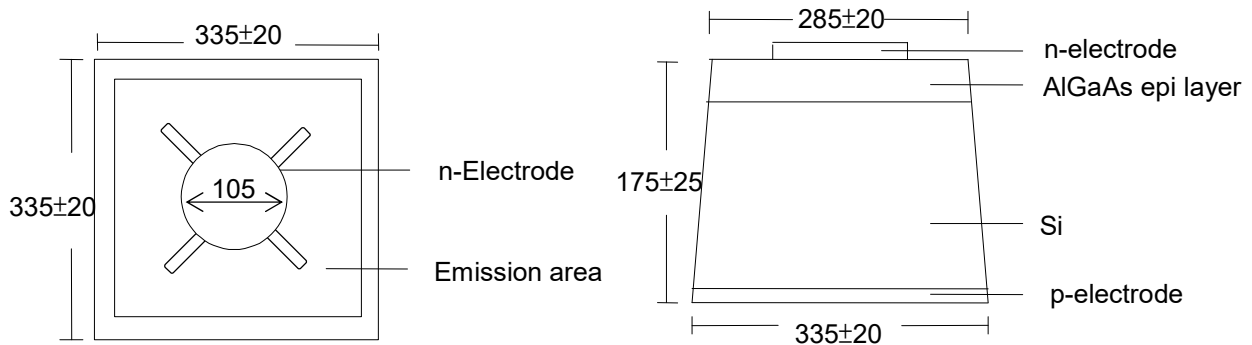 335±20
335±20
105
n-Electrode
Emission area
285±20
n-electrode
AlGaAs epi layer
175±25
Si
p-electrode
335±20